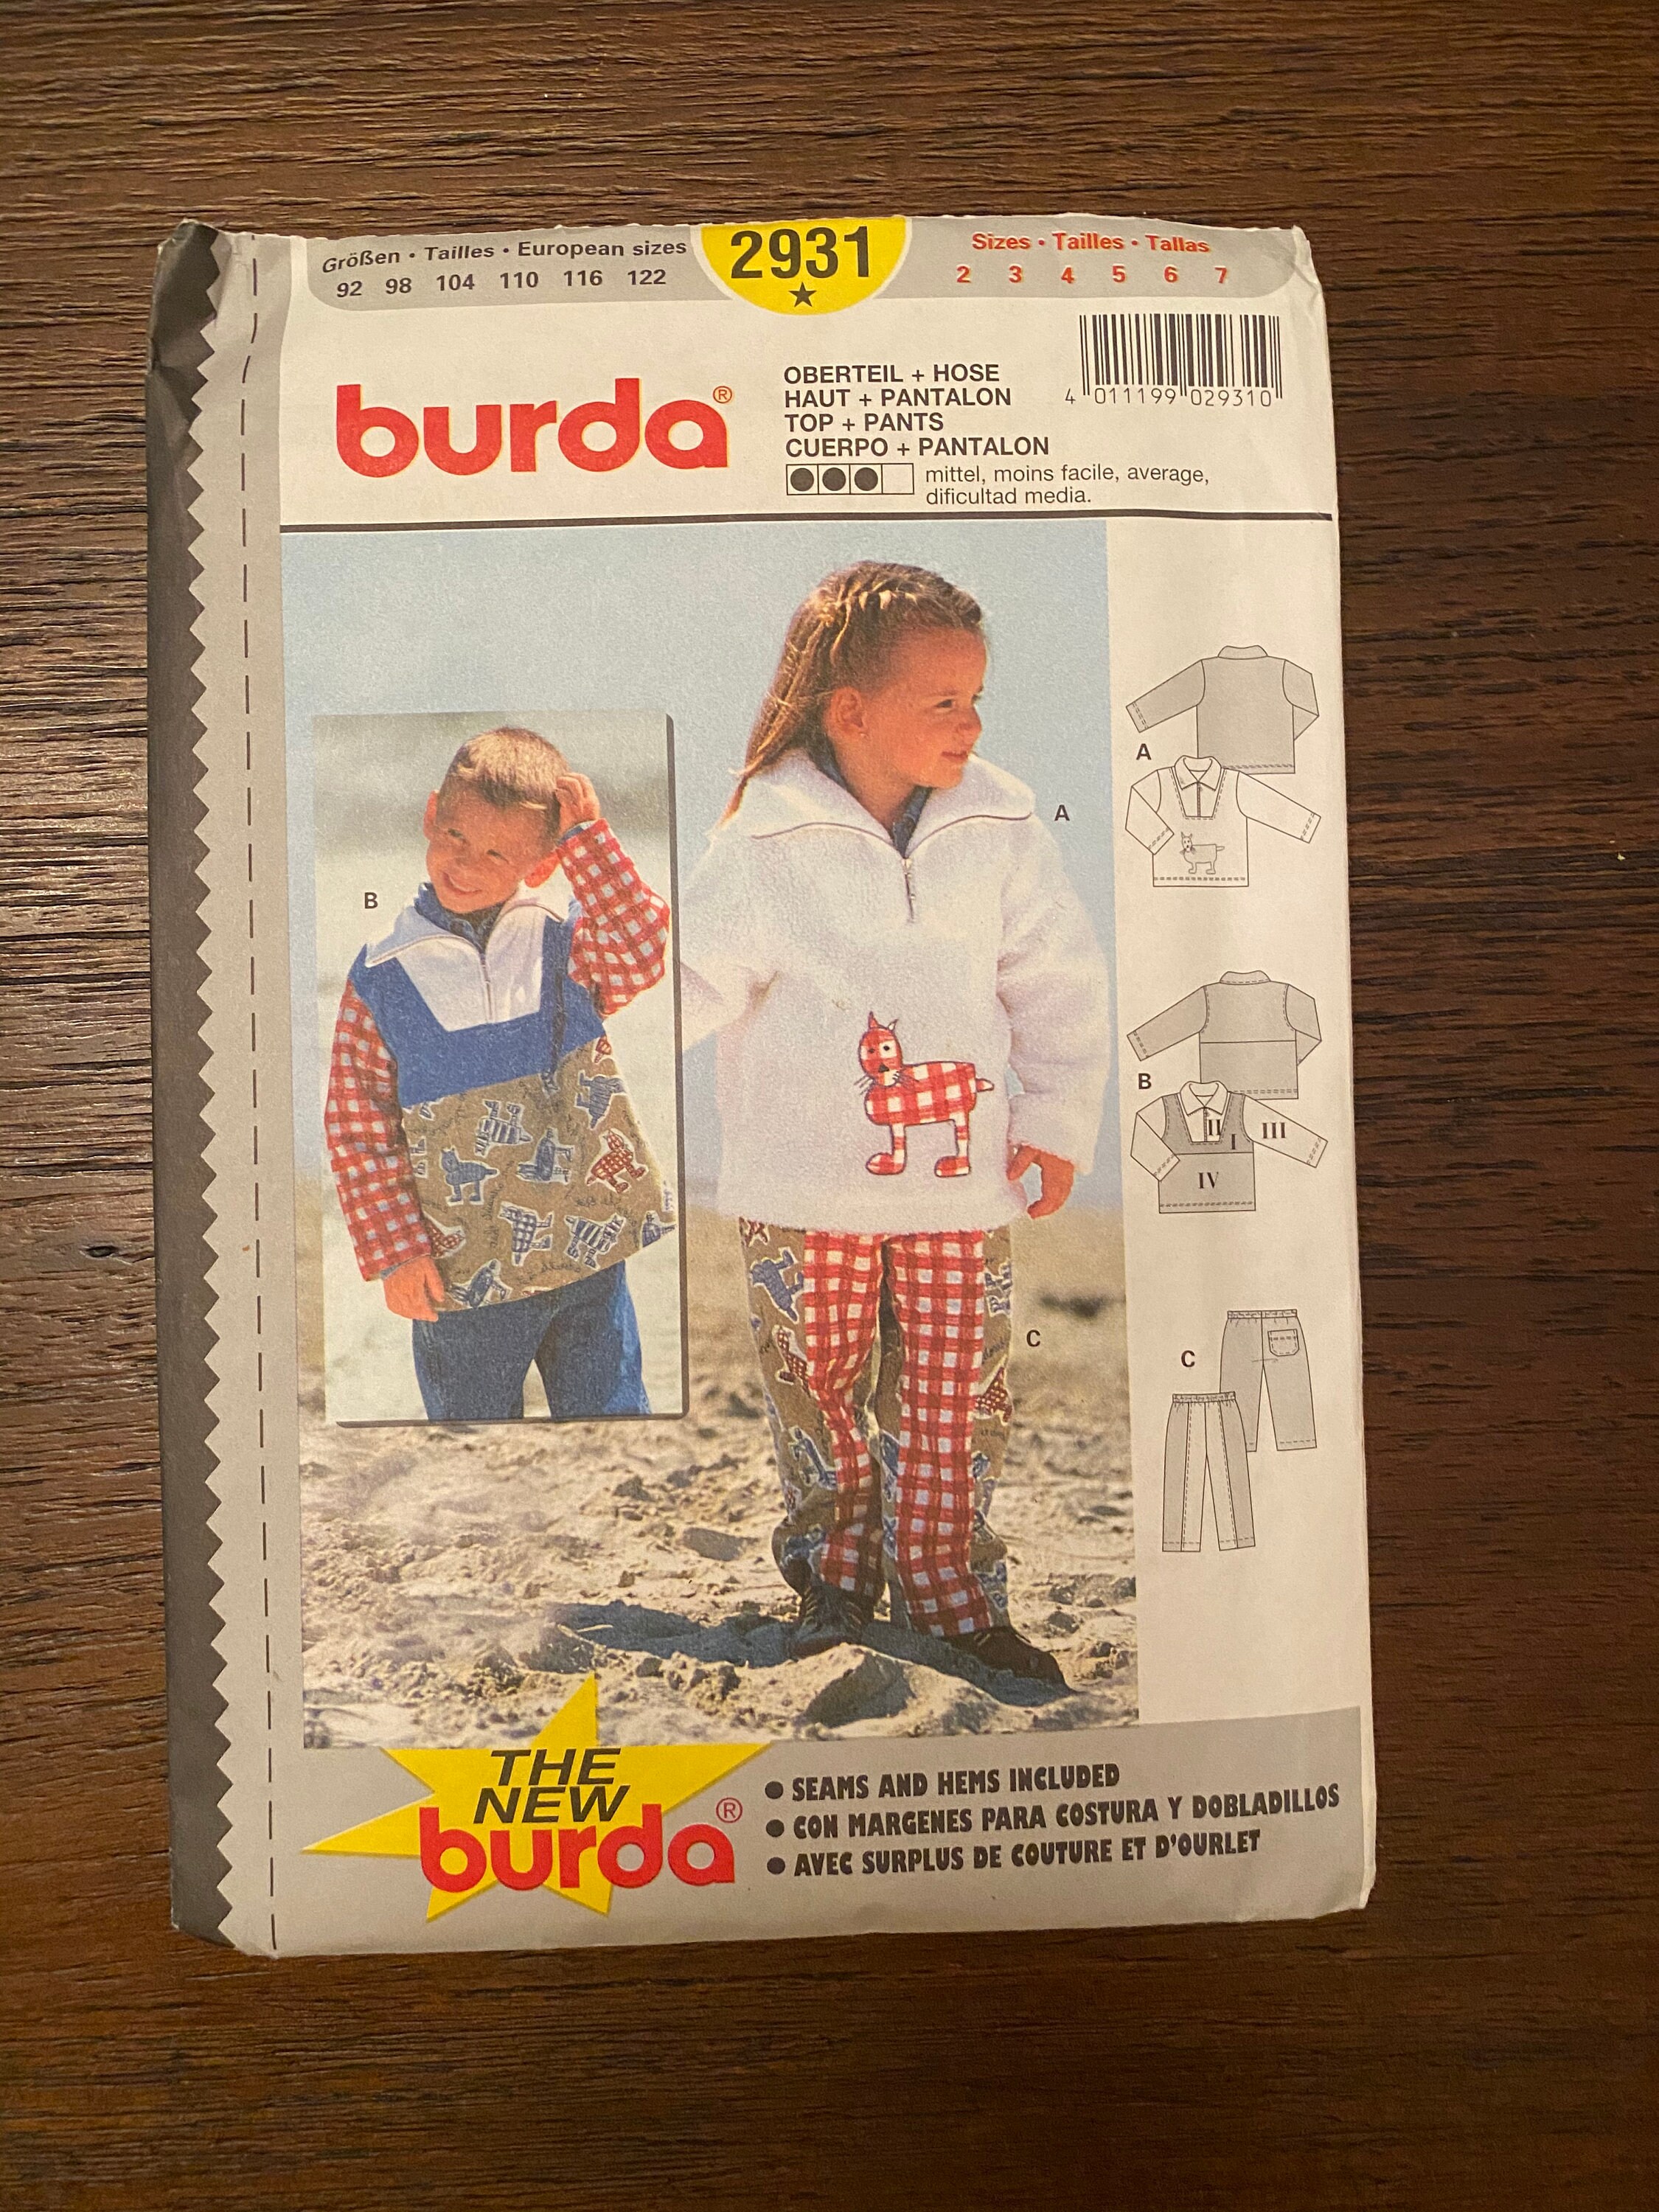 Größen • Tailles • European sizes
92 98 104 110 116 122
2931
★
Sizes • Tailles • Tallas
2 3 4 5 6 7
burda®
OBERTEIL + HOSE
HAUT + PANTALON
TOP + PANTS
CUERPO + PANTALON
mittel, moins facile, average,
dificultad media.
4 011199 029310
A
B
C
A
B
I
II
III
IV
C
THE
NEW
burda®
● SEAMS AND HEMS INCLUDED
● CON MARGENES PARA COSTURA Y DOBLADILLOS
● AVEC SURPLUS DE COUTURE ET D'OURLET